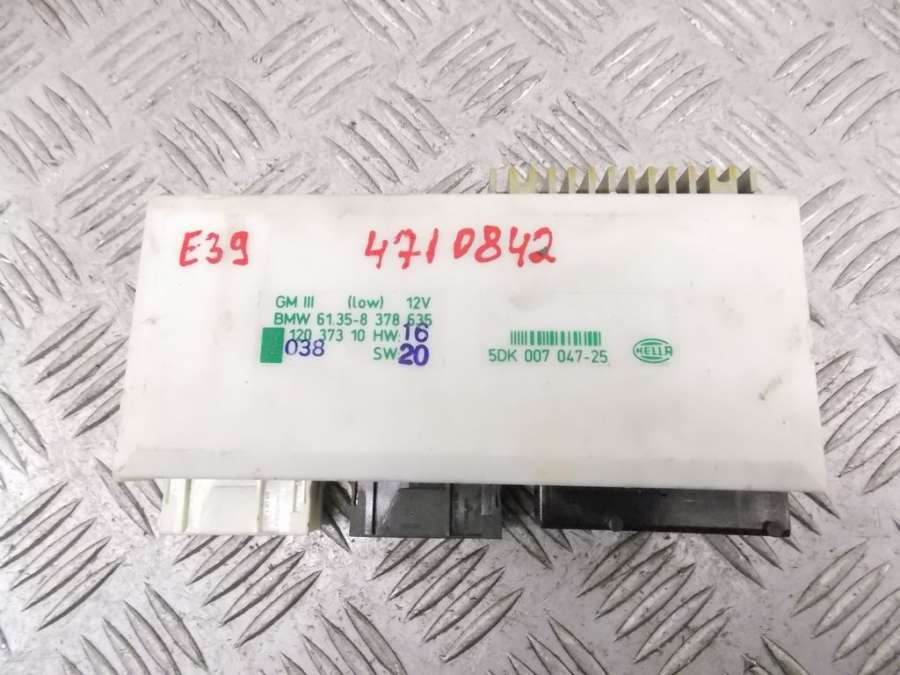 E39 4710842
GM III (low) 12V
BMW 61.35-8 378 635
120 373 10 HW 16
038 SW 20
5DK 007 047-25
HELLA